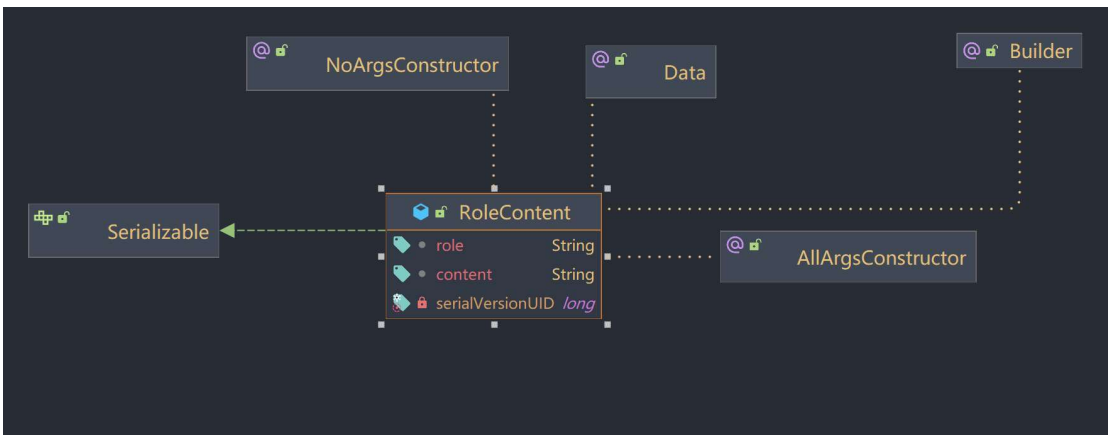 @ NoArgsConstructor
@ Data
@ Builder
Serializable
RoleContent
role String
content String
serialVersionUID long
@ AllArgsConstructor